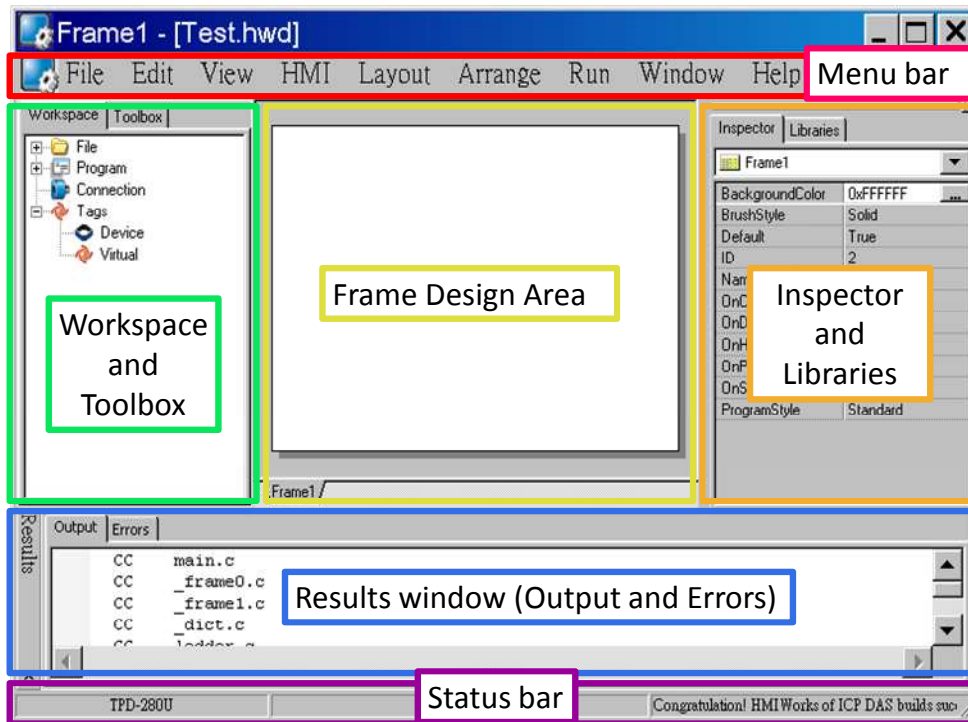 Frame1 - [Test.hwd]
File Edit View HMI Layout Arrange Run Window Help
Menu bar
Workspace Toolbox
File
Program
Connection
Tags
Device
Virtual
Workspace
and
Toolbox
Frame Design Area
Frame1
Inspector Libraries
Frame1
BackgroundColor 0xFFFFFF ...
BrushStyle Solid
Default True
ID 2
ProgramStyle Standard
Inspector
and
Libraries
Results
Output Errors
CC main.c
CC _frame0.c
CC _frame1.c
CC _dict.c
CC
Results window (Output and Errors)
TPD-280U
Status bar
Congratulation! HMIWorks of ICP DAS builds